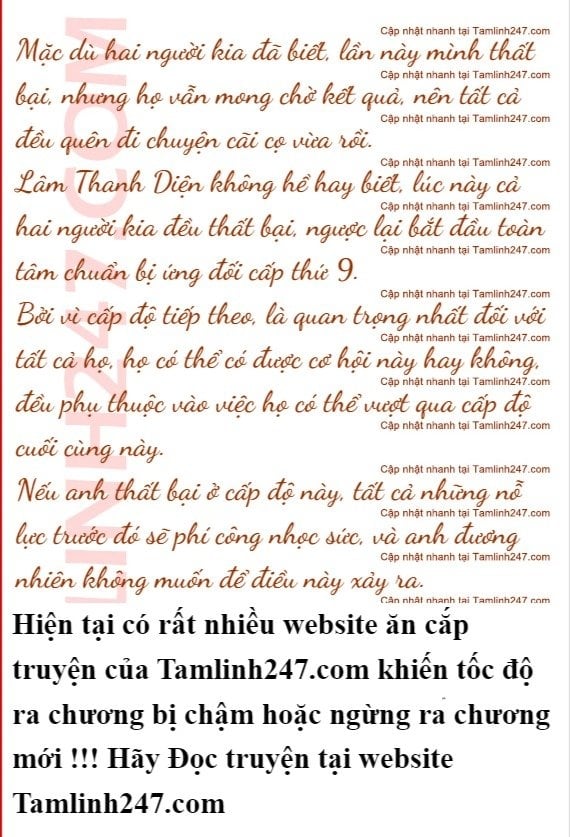 Cập nhật nhanh tại Tamlinh247.com
Mặc dù hai người kia đã biết, lần này mình thất
Cập nhật nhanh tại Tamlinh247.com
bại, nhưng họ vẫn mong chờ kết quả, nên tất cả
Cập nhật nhanh tại Tamlinh247.com
đều quên đi chuyện cãi cọ vừa rồi.
Cập nhật nhanh tại Tamlinh247.com
Lâm Thanh Diện không hề hay biết, lúc này cả
Cập nhật nhanh tại Tamlinh247.com
hai người kia đều thất bại, ngược lại bắt đầu toàn
Cập nhật nhanh tại Tamlinh247.com
tâm chuẩn bị ứng đối cấp thứ 9.
Cập nhật nhanh tại Tamlinh247.com
Bởi vì cấp độ tiếp theo, là quan trọng nhất đối với
Cập nhật nhanh tại Tamlinh247.com
tất cả họ, họ có thể có được cơ hội này hay không,
Cập nhật nhanh tại Tamlinh247.com
đều phụ thuộc vào việc họ có thể vượt qua cấp độ
Cập nhật nhanh tại Tamlinh247.com
cuối cùng này.
Cập nhật nhanh tại Tamlinh247.com
Nếu anh thất bại ở cấp độ này, tất cả những nỗ
Cập nhật nhanh tại Tamlinh247.com
lực trước đó sẽ phí công nhọc sức, và anh đương
Cập nhật nhanh tại Tamlinh247.com
nhiên không muốn để điều này xảy ra.
Cập nhật nhanh tại Tamlinh247.com
LINH247.COM
Hiện tại có rất nhiều website ăn cắp
truyện của Tamlinh247.com khiến tốc độ
ra chương bị chậm hoặc ngừng ra chương
mới !!! Hãy Đọc truyện tại website
Tamlinh247.com